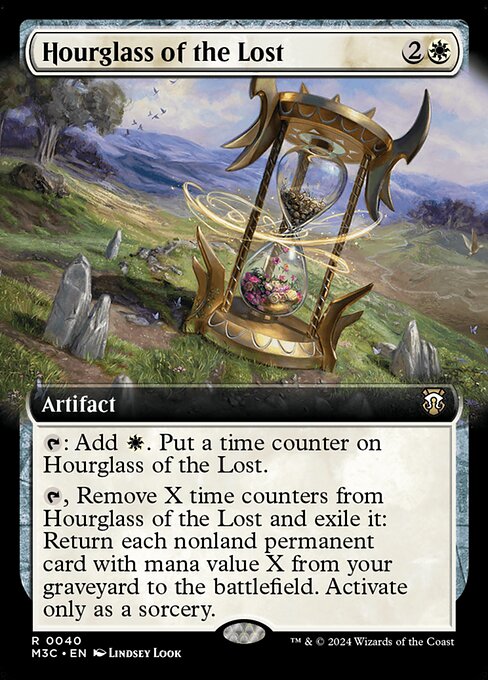 Hourglass of the Lost 2
Artifact
: Add . Put a time counter on
Hourglass of the Lost.
, Remove X time counters from
Hourglass of the Lost and exile it:
Return each nonland permanent
card with mana value X from your
graveyard to the battlefield. Activate
only as a sorcery.
R 0040
M3C • EN Lindsey Look
™ & © 2024 Wizards of the Coast